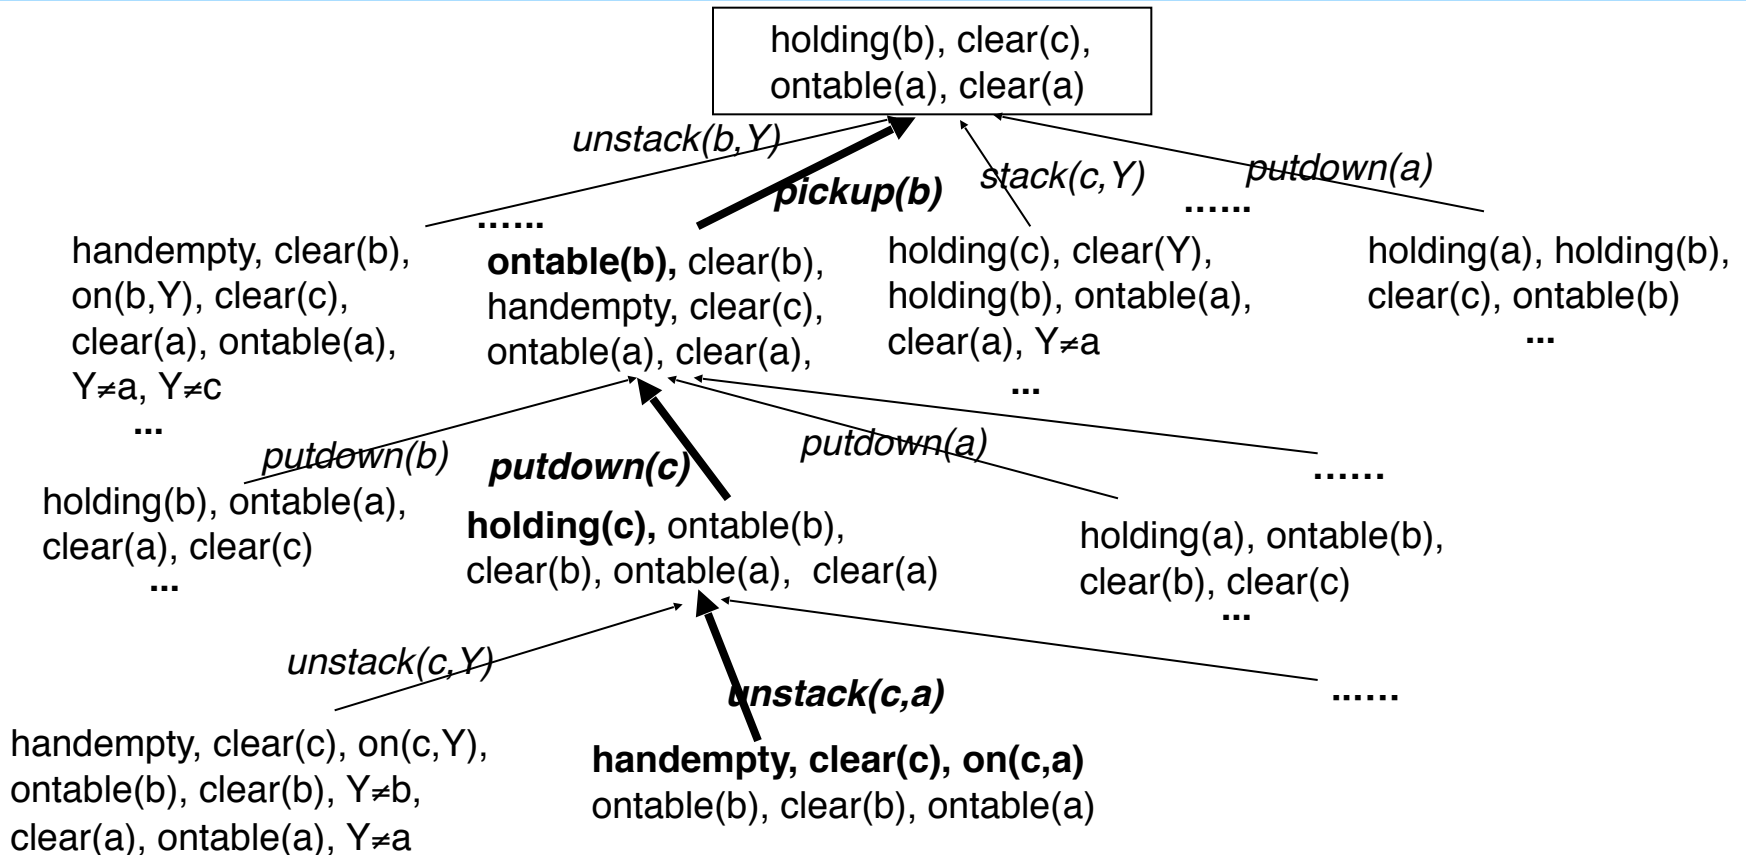 holding(b), clear(c),
ontable(a), clear(a)
unstack(b,Y)
pickup(b)
stack(c,Y)
putdown(a)
......
......
handempty, clear(b),
on(b,Y), clear(c),
clear(a), ontable(a),
Y≠a, Y≠c
...
ontable(b), clear(b),
handempty, clear(c),
ontable(a), clear(a),
holding(c), clear(Y),
holding(b), ontable(a),
clear(a), Y≠a
...
holding(a), holding(b),
clear(c), ontable(b)
...
putdown(b)
putdown(c)
putdown(a)
......
holding(b), ontable(a),
clear(a), clear(c)
...
holding(c), ontable(b),
clear(b), ontable(a), clear(a)
holding(a), ontable(b),
clear(b), clear(c)
...
unstack(c,Y)
unstack(c,a)
......
handempty, clear(c), on(c,Y),
ontable(b), clear(b), Y≠b,
clear(a), ontable(a), Y≠a
handempty, clear(c), on(c,a)
ontable(b), clear(b), ontable(a)